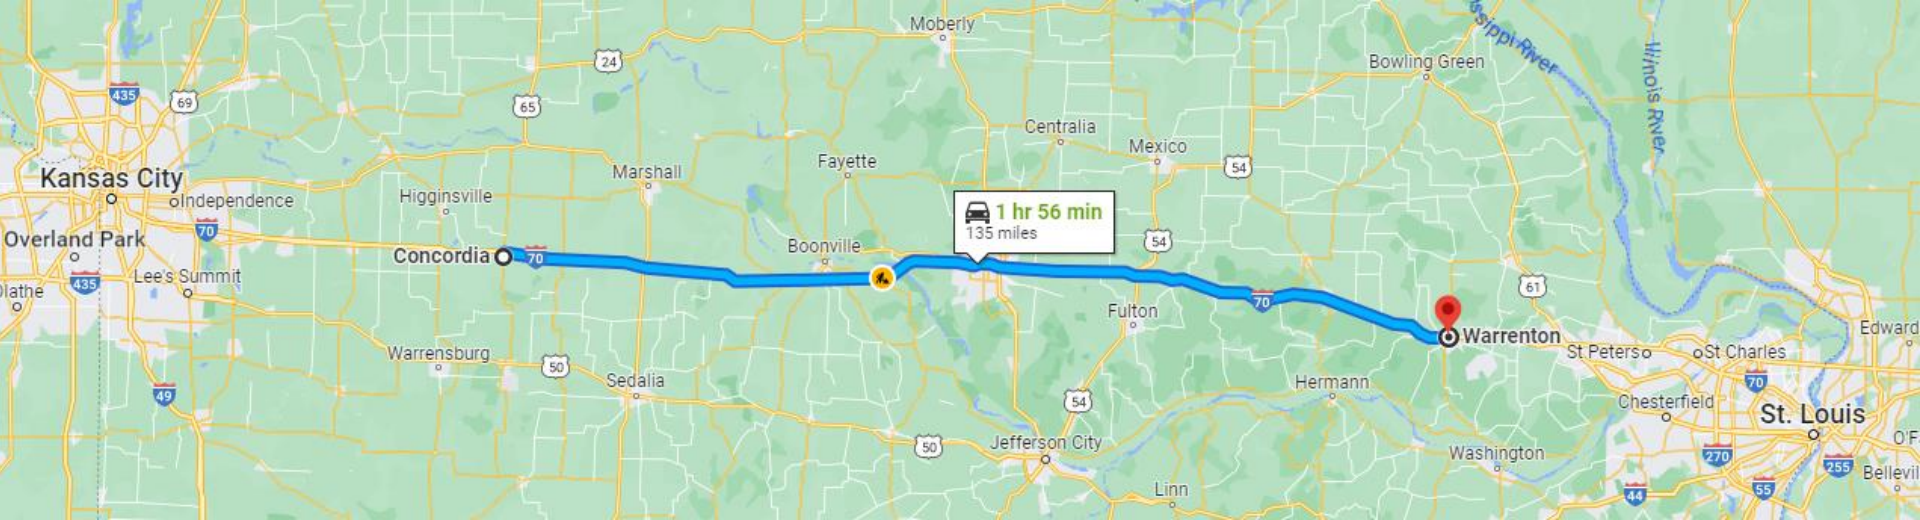 Moberly
24
Bowling Green
ssippi River
Illinois River
435
69
65
Centralia
Mexico
54
Fayette
Marshall
Kansas City
Higginsville
Independence
1 hr 56 min
135 miles
70
Overland Park
Boonville
54
Concordia
70
Lee's Summit
435
lathe
61
70
Fulton
Warrenton
Edward
St Peters
St Charles
Warrensburg
50
Sedalia
Hermann
70
49
54
Chesterfield
St. Louis
50
Jefferson City
O'F
Washington
270
255
Bellevil
Linn
44
55